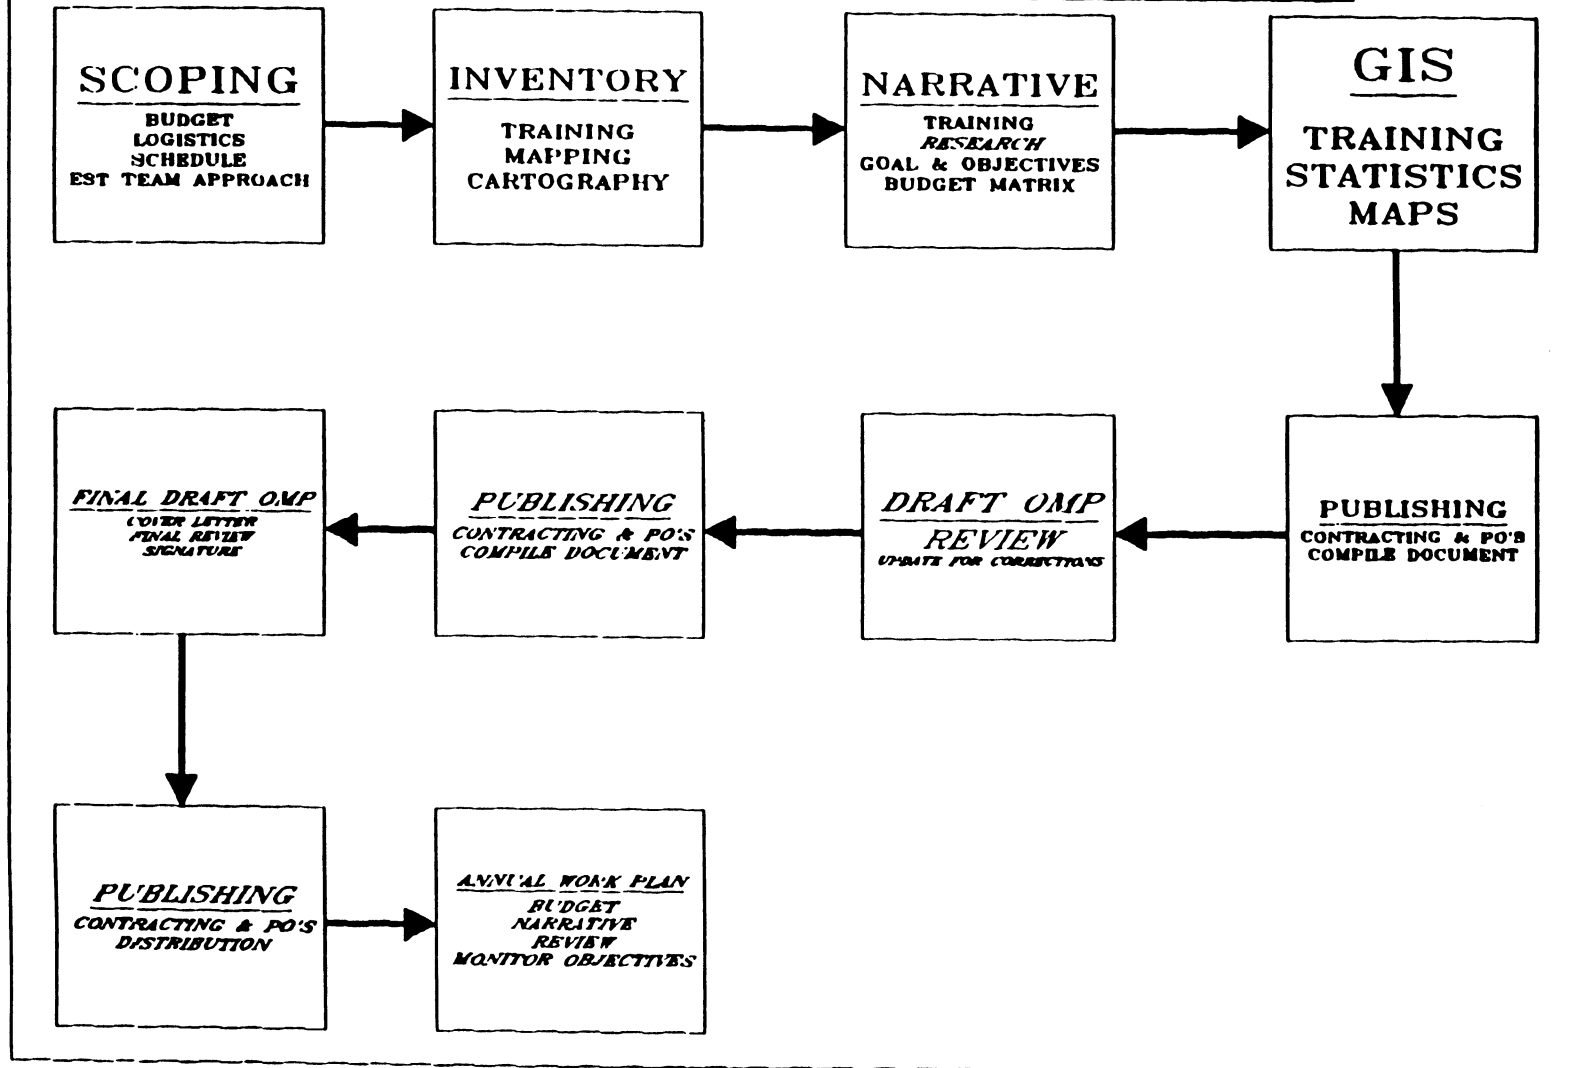 SCOPING
BUDGET
LOGISTICS
SCHEDULE
EST TEAM APPROACH
INVENTORY
TRAINING
MAPPING
CARTOGRAPHY
NARRATIVE
TRAINING
RESEARCH
GOAL & OBJECTIVES
BUDGET MATRIX
GIS
TRAINING
STATISTICS
MAPS
FINAL DRAFT OMP
COVER LETTER
FINAL REVIEW
SIGNATURE
PUBLISHING
CONTRACTING & PO'S
COMPILE DOCUMENT
DRAFT OMP
REVIEW
UPDATE FOR CORRECTIONS
PUBLISHING
CONTRACTING & PO'S
COMPILE DOCUMENT
PUBLISHING
CONTRACTING & PO'S
DISTRIBUTION
ANNUAL WORK PLAN
BUDGET
NARRATIVE
REVIEW
MONITOR OBJECTIVES